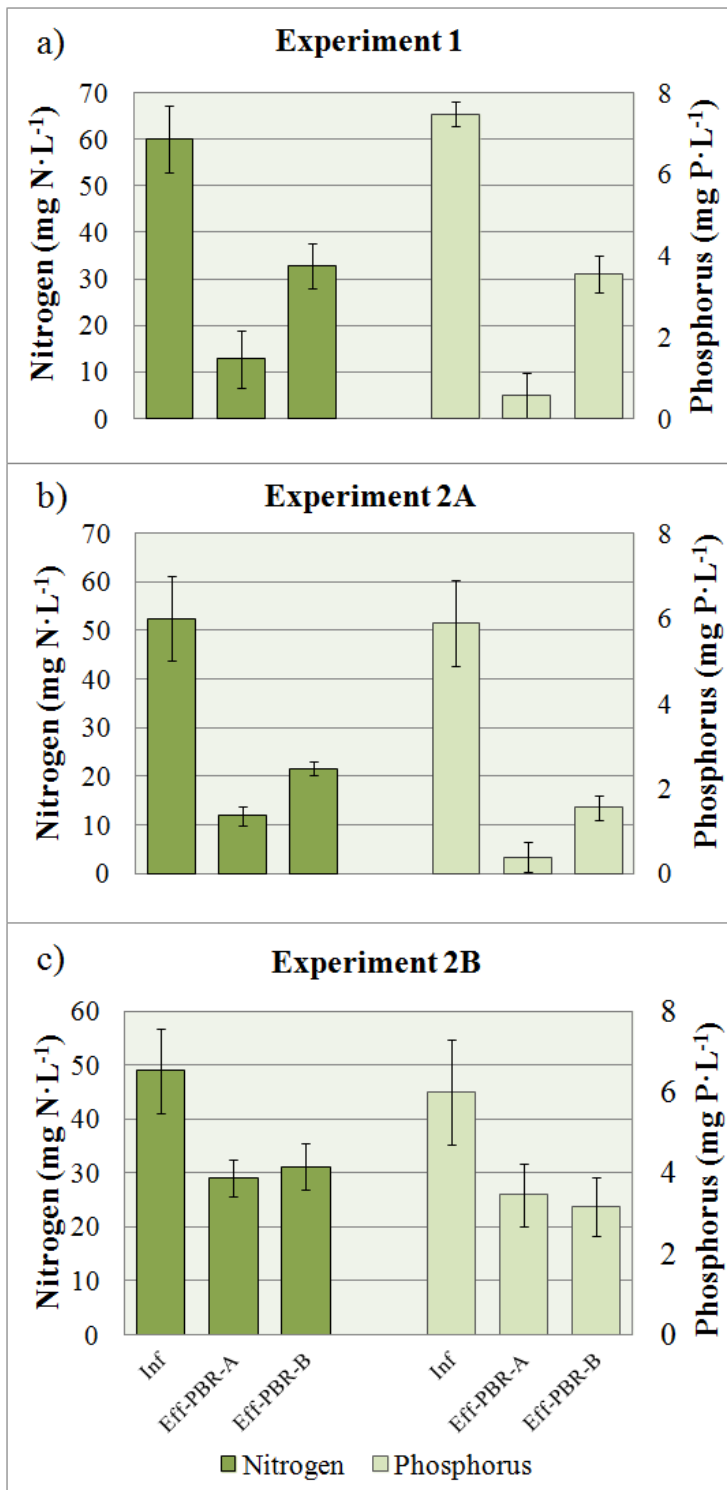 a)
Experiment 1
Nitrogen (mg N·L⁻¹)
70
60
50
40
30
20
10
0
8
6
4
2
0
Phosphorus (mg P·L⁻¹)
b)
Experiment 2A
Nitrogen (mg N·L⁻¹)
70
60
50
40
30
20
10
0
8
6
4
2
0
Phosphorus (mg P·L⁻¹)
c)
Experiment 2B
Nitrogen (mg N·L⁻¹)
60
50
40
30
20
10
0
8
6
4
2
0
Phosphorus (mg P·L⁻¹)
Inf
Eff-PBR-A
Eff-PBR-B
Inf
Eff-PBR-A
Eff-PBR-B
Nitrogen
Phosphorus